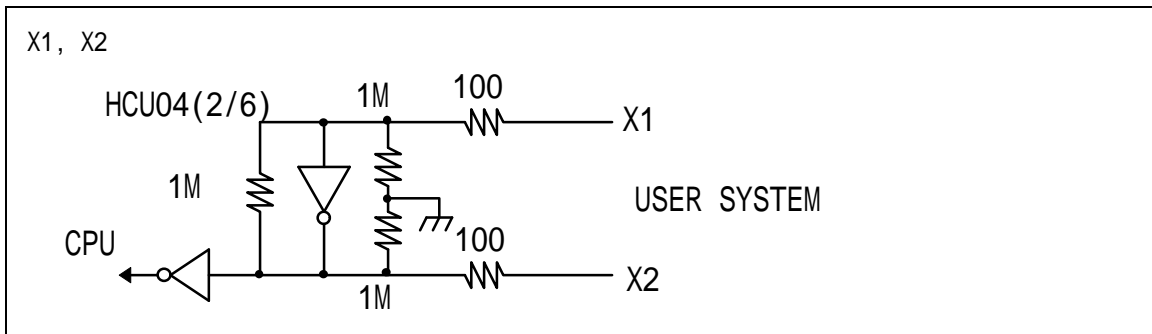 X1, X2
HCU04(2/6)
1M
100
X1
1M
USER SYSTEM
CPU
100
X2
1M